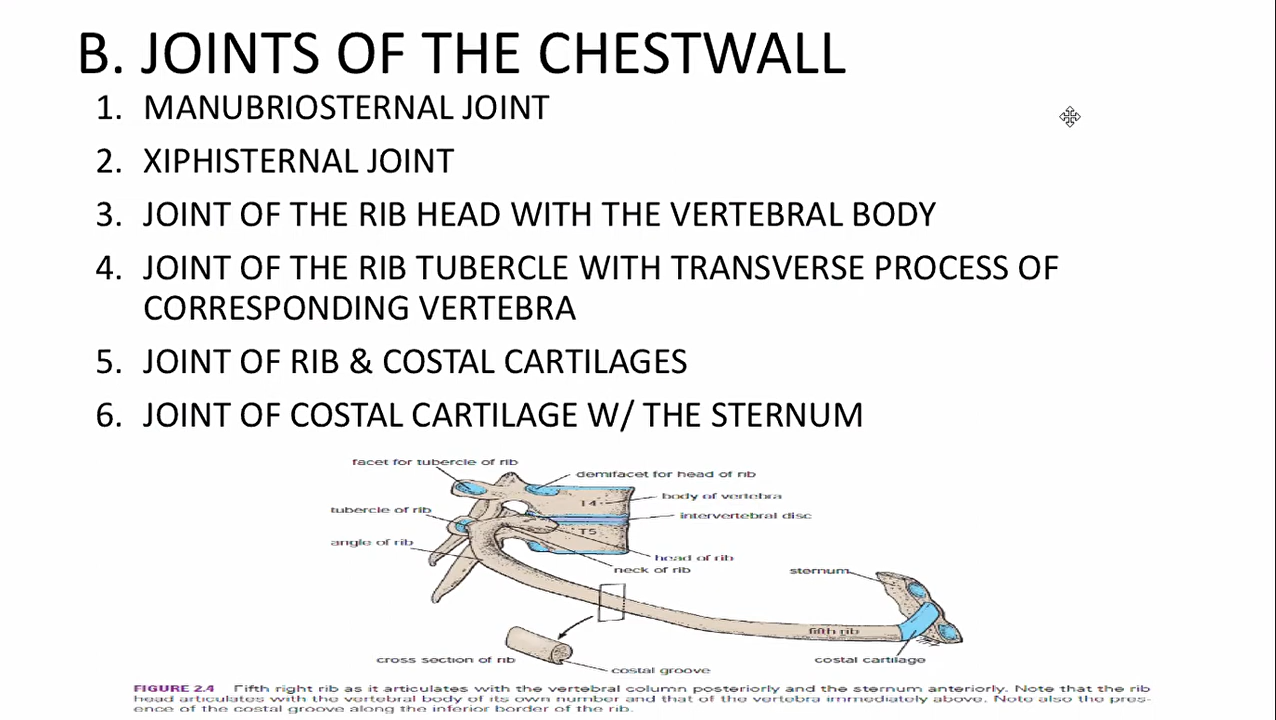 B. JOINTS OF THE CHESTWALL
1. MANUBRIOSTERNAL JOINT
2. XIPHISTERNAL JOINT
3. JOINT OF THE RIB HEAD WITH THE VERTEBRAL BODY
4. JOINT OF THE RIB TUBERCLE WITH TRANSVERSE PROCESS OF
CORRESPONDING VERTEBRA
5. JOINT OF RIB & COSTAL CARTILAGES
6. JOINT OF COSTAL CARTILAGE W/ THE STERNUM
facet for tubercle of rib
demifacet for head of rib
body of vertebra
T4
tubercle of rib
intervertebral disc
T5
angle of rib
head of rib
neck of rib
sternum
fifth rib
cross section of rib
costal cartilage
costal groove
FIGURE 2.4 Fifth right rib as it articulates with the vertebral column posteriorly and the sternum anteriorly. Note that the rib
head articulates with the vertebral body of its own number and that of the vertebra immediately above. Note also the pres-
ence of the costal groove along the inferior border of the rib.